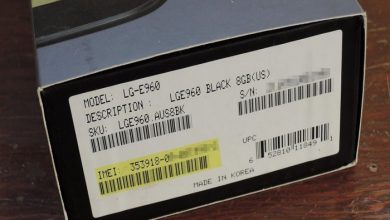 MODEL: LG-E960
DESCRIPTION : LGE960 BLACK 8GB(US)
SKU: LGE960 AUS8BK
S/N:
IMEI: 353918-0
UPC
6 52810 11849 1
MADE IN KOREA